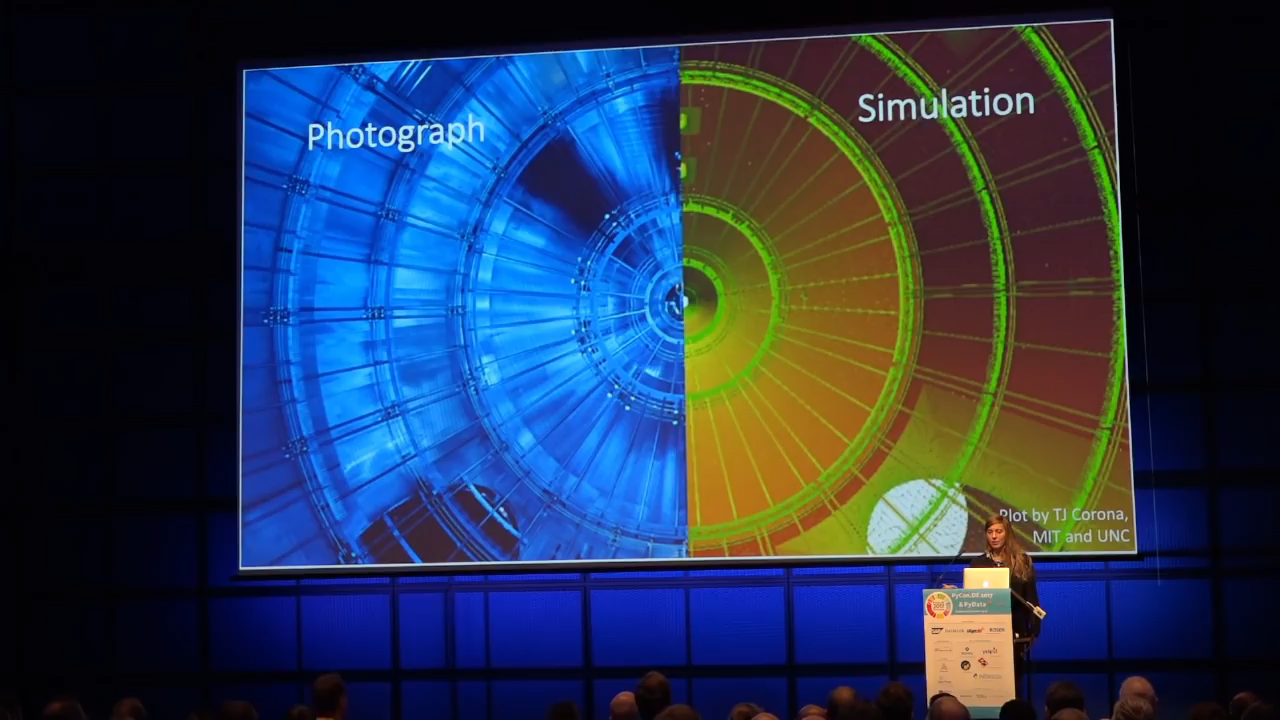 Photograph
Simulation
Plot by TJ Corona,
MIT and UNC
PyCon.DE 2017
& PyData